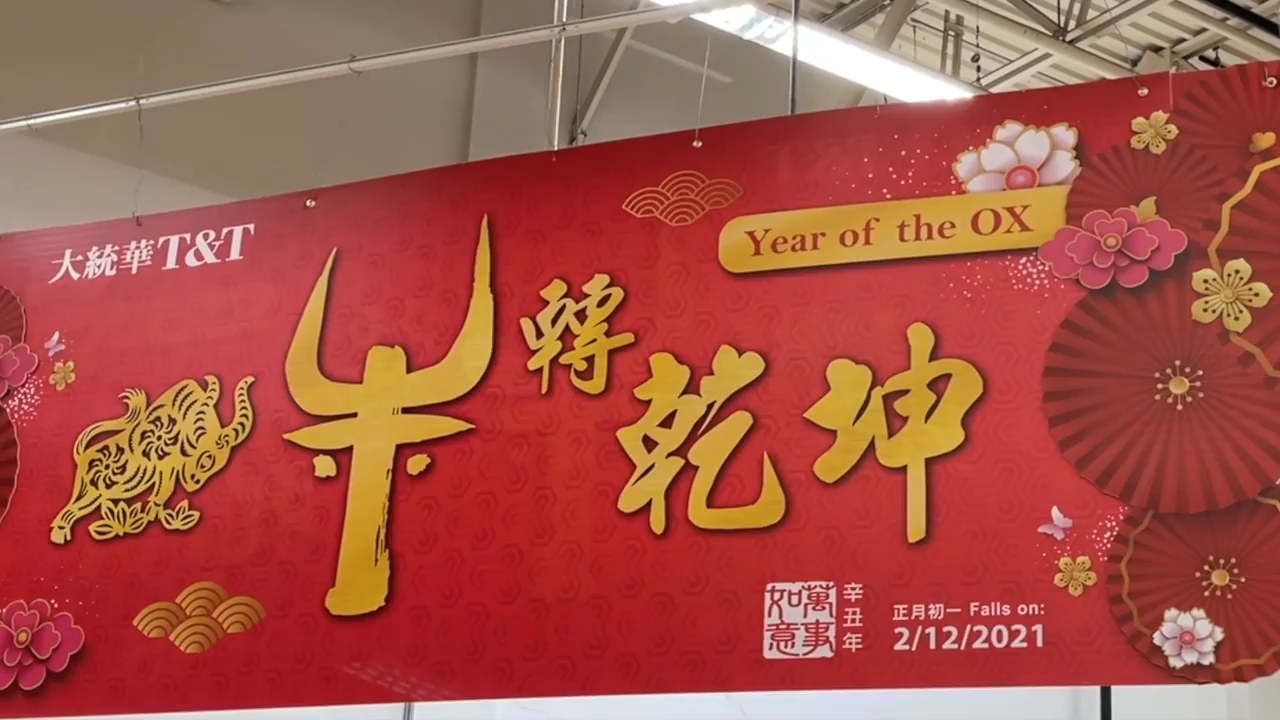 大統華T&T
Year of the OX
牛轉乾坤
萬事如意
辛丑年
正月初一 Falls on:
2/12/2021